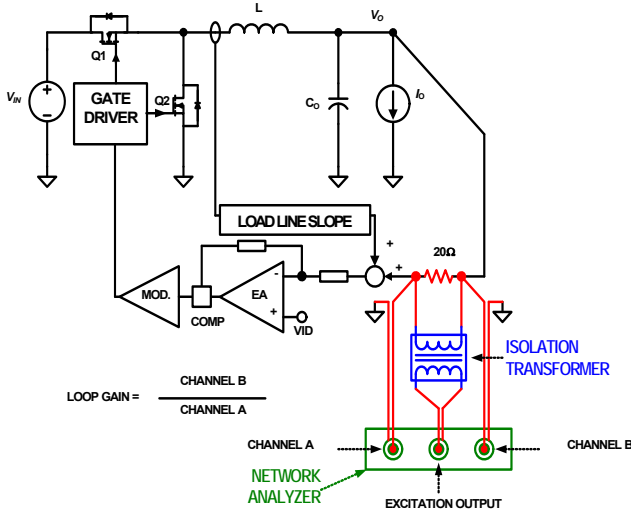 L
Vo
Q1
Q2
VIN
GATE
DRIVER
Co
Io
LOAD LINE SLOPE
+
+
20Ω
MOD.
COMP
EA
-
+
VID
ISOLATION
TRANSFORMER
LOOP GAIN =
CHANNEL B
CHANNEL A
CHANNEL A
CHANNEL B
NETWORK
ANALYZER
EXCITATION OUTPUT